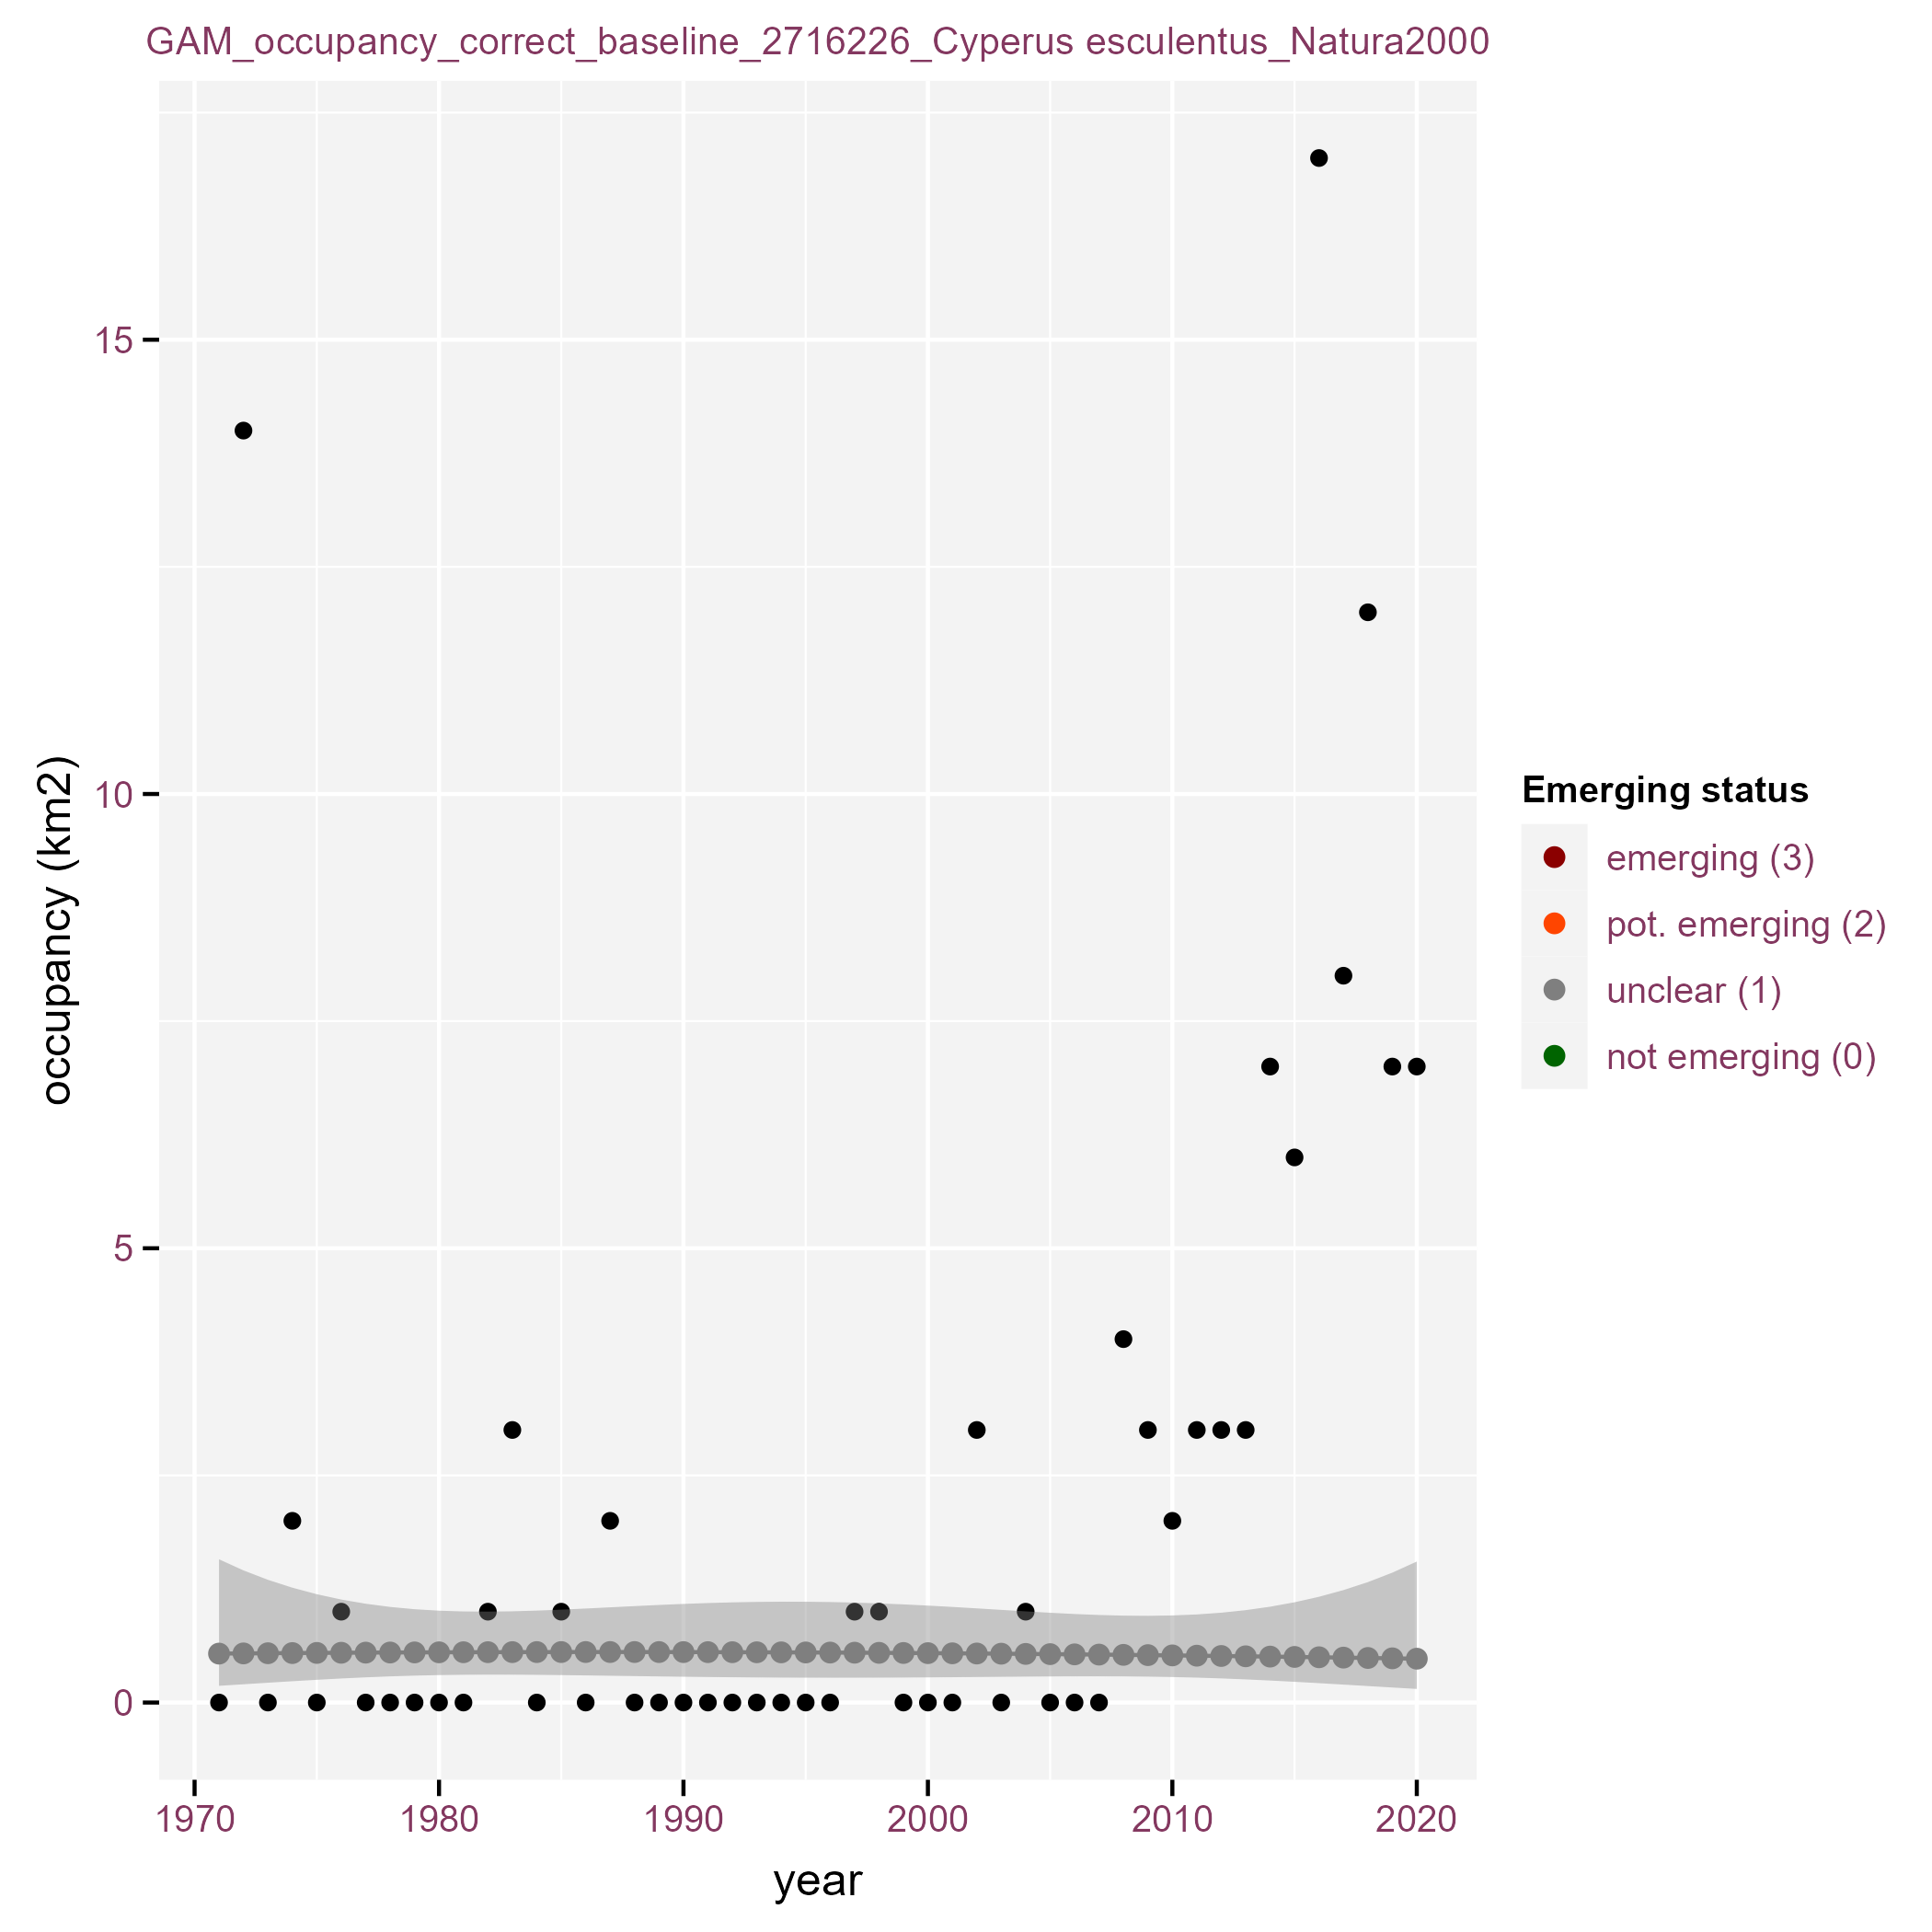 GAM_occupancy_correct_baseline_2716226_Cyperus esculentus_Natura2000
15
10
5
0
occupancy (km2)
1970 1980 1990 2000 2010 2020
year
Emerging status
emerging (3)
pot. emerging (2)
unclear (1)
not emerging (0)